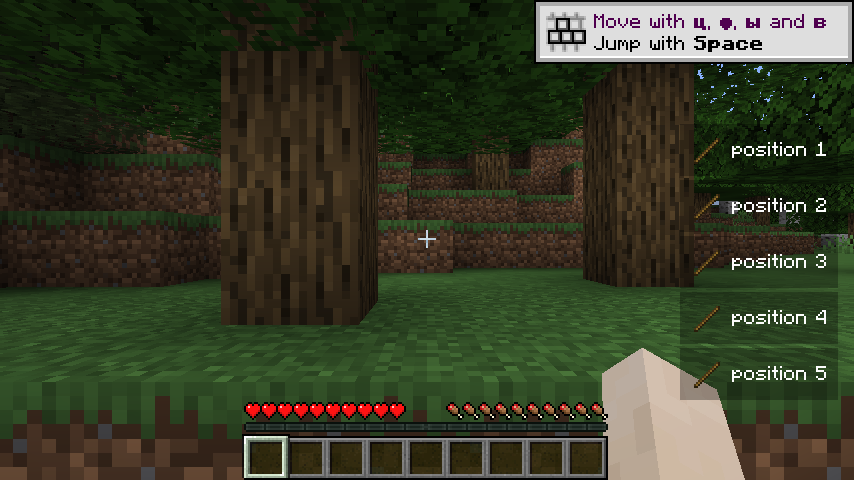 Move with ц, ф, ы and в
Jump with Space
position 1
position 2
position 3
position 4
position 5